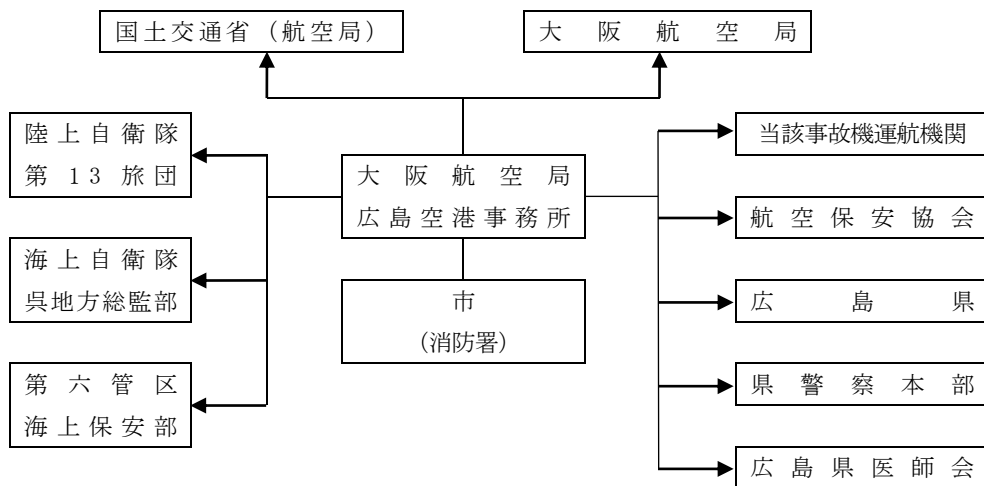 国土交通省(航空局)
大阪航空局
陸上自衛隊
第13旅団
海上自衛隊
呉地方総監部
第六管区
海上保安部
大阪航空局
広島空港事務所
市
(消防署)
当該事故機運航機関
航空保安協会
広島県
県警察本部
広島県医師会